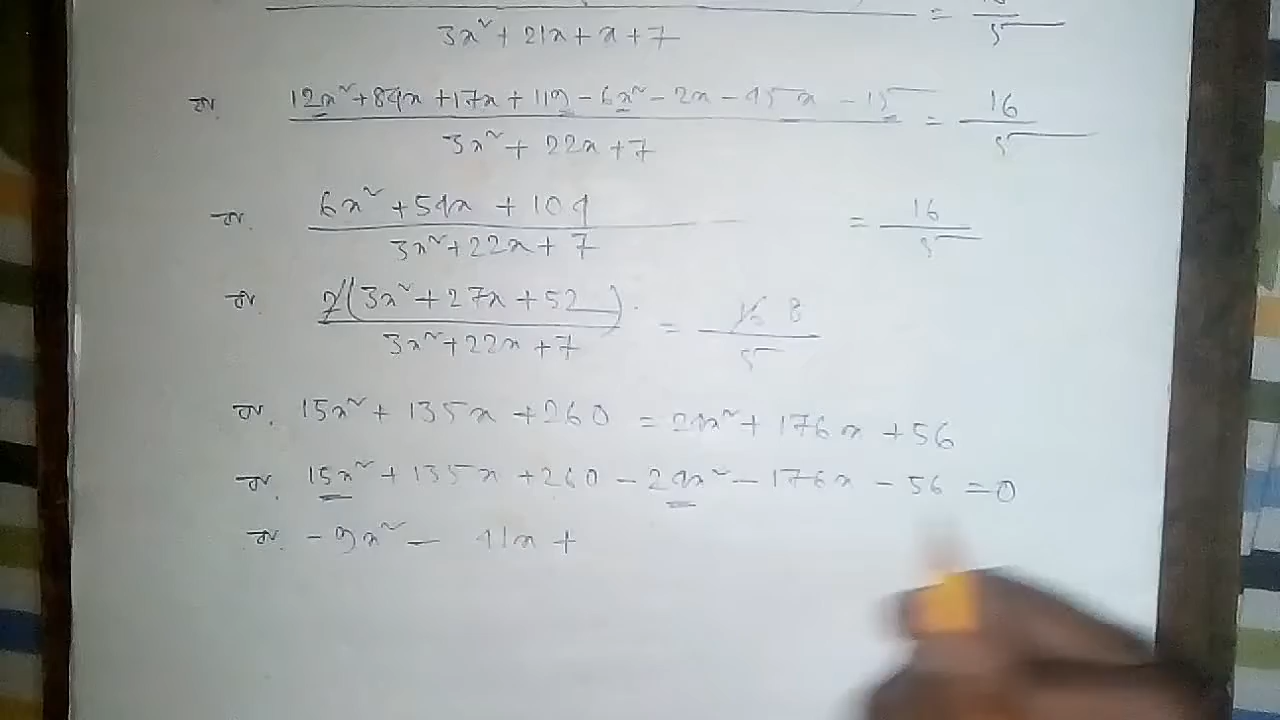 3x² + 21x + x + 7 = 5
বা, 12x² + 84x + 17x + 119 - 6x² - 2x - 45x - 15 / 3x² + 22x + 7 = 16/5
বা, 6x² + 54x + 104 / 3x² + 22x + 7 = 16/5
বা, 2(3x² + 27x + 52) / 3x² + 22x + 7 = 16 8 / 5
বা, 15x² + 135x + 260 = 24x² + 176x + 56
বা, 15x² + 135x + 260 - 24x² - 176x - 56 = 0
বা, -9x² - 41x +